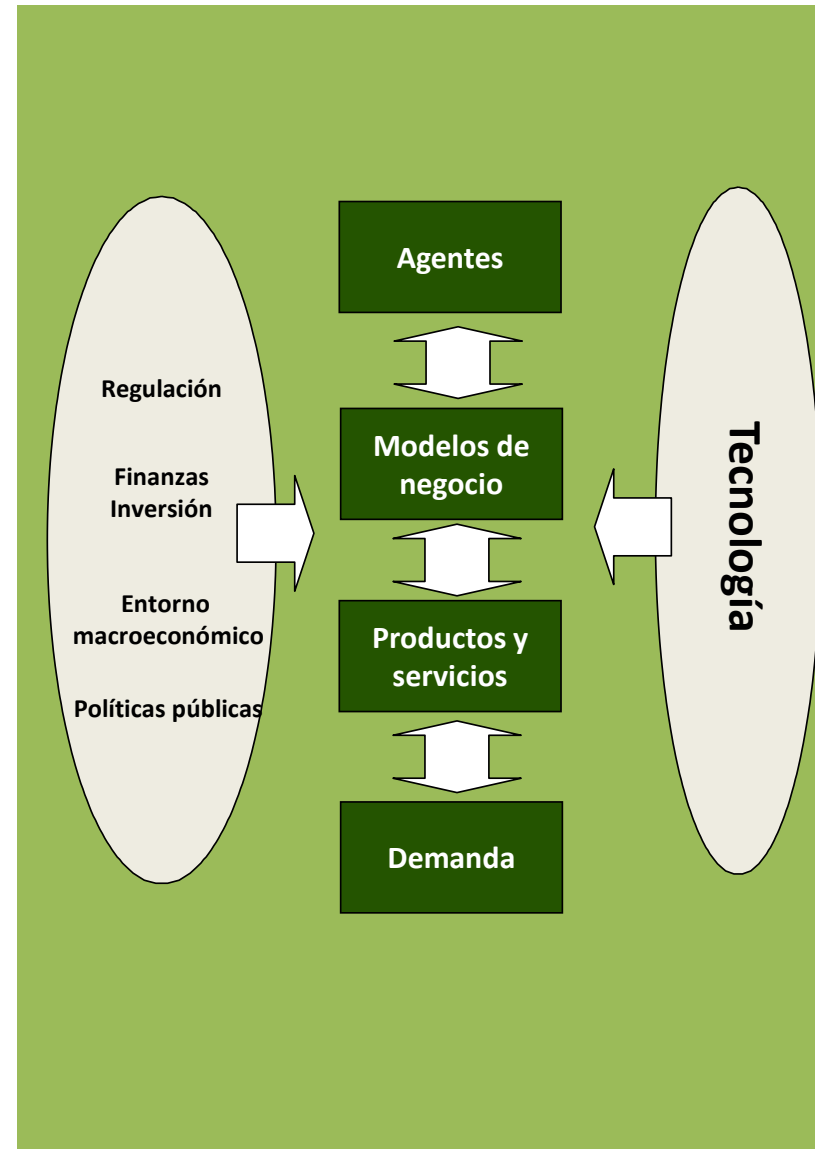 Agentes
Regulación
Finanzas
Inversión
Entorno
macroeconómico
Políticas públicas
Modelos de
negocio
Productos y
servicios
Demanda
Tecnología